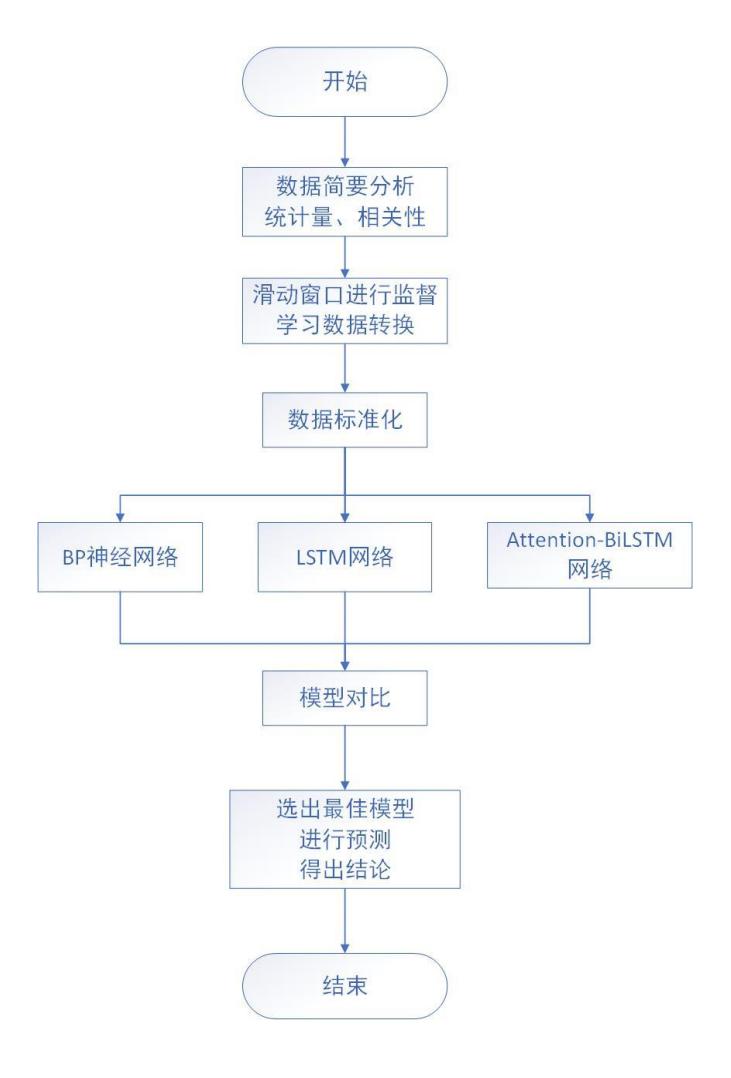 开始
数据简要分析
统计量、相关性
滑动窗口进行监督
学习数据转换
数据标准化
BP神经网络
LSTM网络
Attention-BiLSTM
网络
模型对比
选出最佳模型
进行预测
得出结论
结束